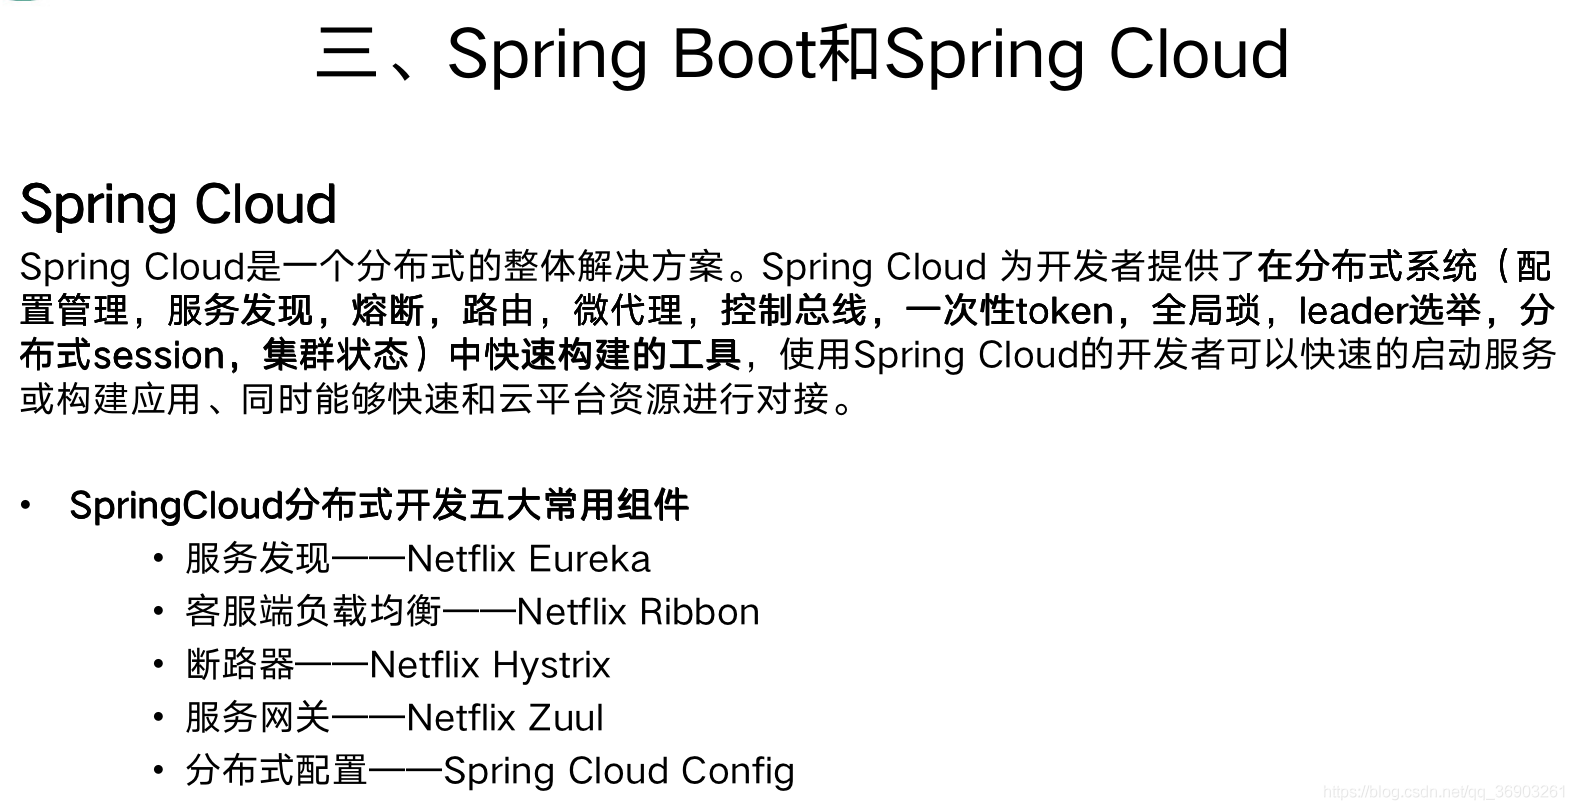 三、Spring Boot和Spring Cloud
Spring Cloud
Spring Cloud是一个分布式的整体解决方案。Spring Cloud 为开发者提供了在分布式系统（配
置管理，服务发现，熔断，路由，微代理，控制总线，一次性token，全局琐，leader选举，分
布式session，集群状态）中快速构建的工具，使用Spring Cloud的开发者可以快速的启动服务
或构建应用、同时能够快速和云平台资源进行对接。
• SpringCloud分布式开发五大常用组件
• 服务发现——Netflix Eureka
• 客服端负载均衡——Netflix Ribbon
• 断路器——Netflix Hystrix
• 服务网关——Netflix Zuul
• 分布式配置——Spring Cloud Config
https://blog.csdn.net/qq_36903261